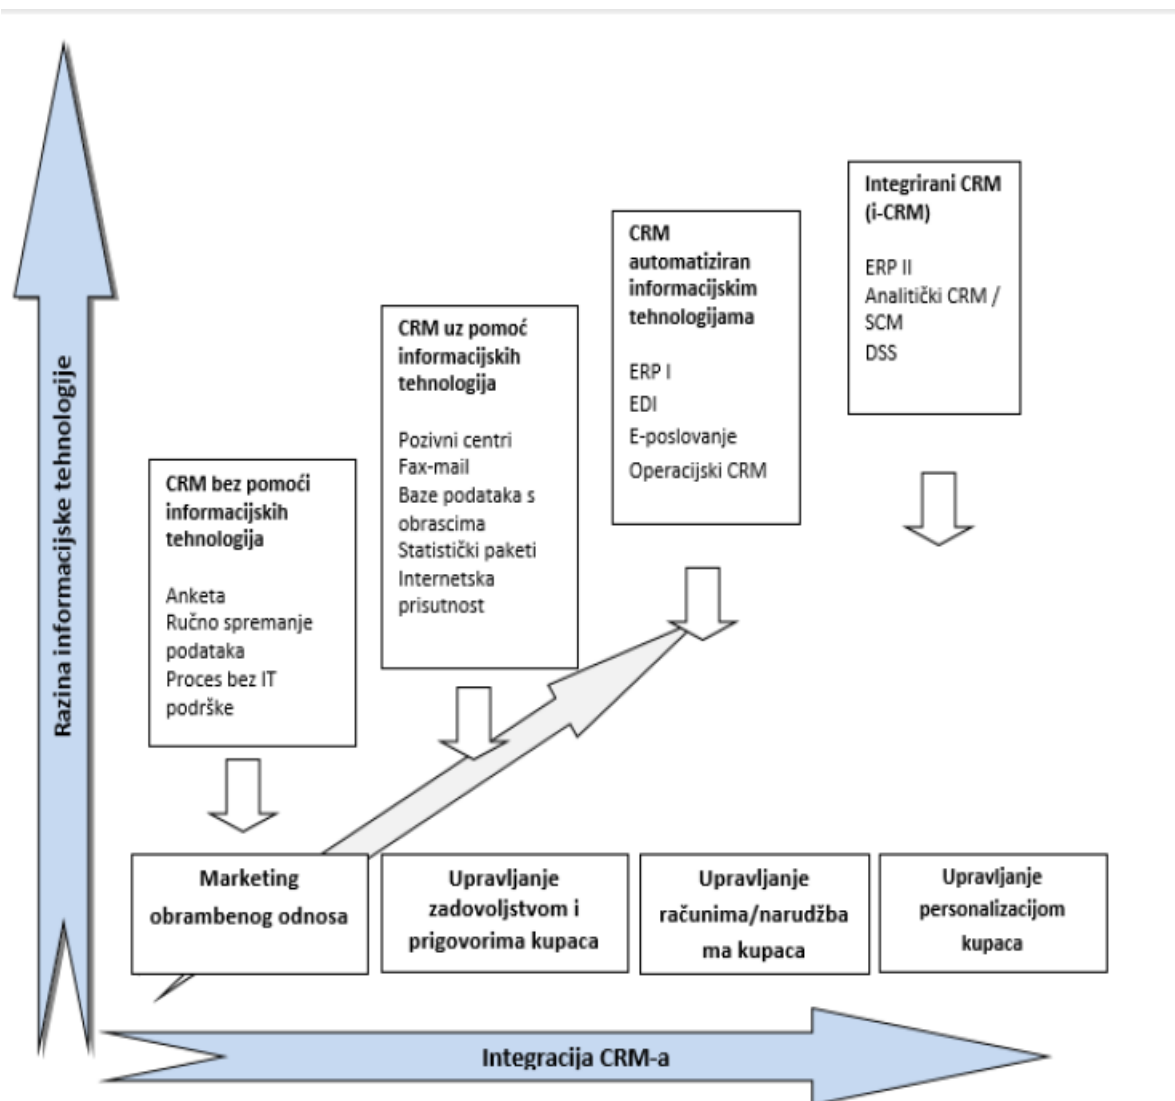 Razina informacijske tehnologije
CRM bez pomoći
informacijskih
tehnologija
Anketa
Ručno spremanje
podataka
Proces bez IT
podrške
CRM uz pomoć
informacijskih
tehnologija
Pozivni centri
Fax-mail
Baze podataka s
obrascima
Statistički paketi
Internetska
prisutnost
CRM
automatiziran
informacijskim
tehnologijama
ERP I
EDI
E-poslovanje
Operacijski CRM
Integrirani CRM
(i-CRM)
ERP II
Analitički CRM /
SCM
DSS
Marketing
obrambenog odnosa
Upravljanje
zadovoljstvom i
prigovorima kupaca
Upravljanje
računima/narudžba
ma kupaca
Upravljanje
personalizacijom
kupaca
Integracija CRM-a